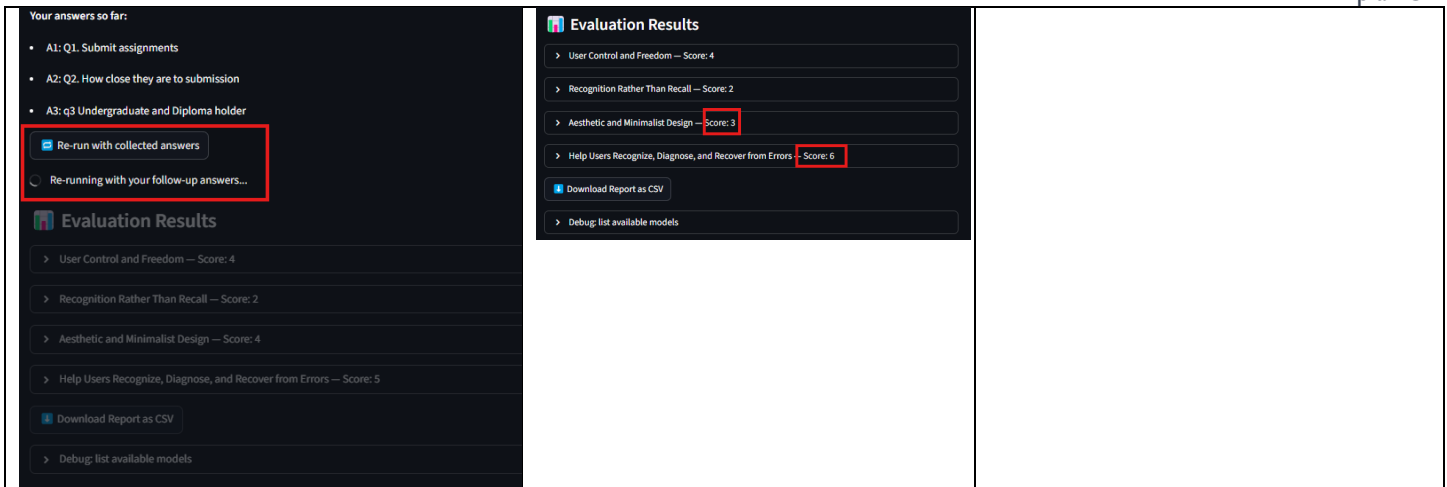 Your answers so far:
• A1: Q1. Submit assignments
• A2: Q2. How close they are to submission
• A3: q3 Undergraduate and Diploma holder
Re-run with collected answers
Re-running with your follow-up answers...
Evaluation Results
> User Control and Freedom — Score: 4
> Recognition Rather Than Recall — Score: 2
> Aesthetic and Minimalist Design — Score: 4
> Help Users Recognize, Diagnose, and Recover from Errors — Score: 5
Download Report as CSV
> Debug: list available models
Evaluation Results
> User Control and Freedom — Score: 4
> Recognition Rather Than Recall — Score: 2
> Aesthetic and Minimalist Design — Score: 3
> Help Users Recognize, Diagnose, and Recover from Errors — Score: 6
Download Report as CSV
> Debug: list available models